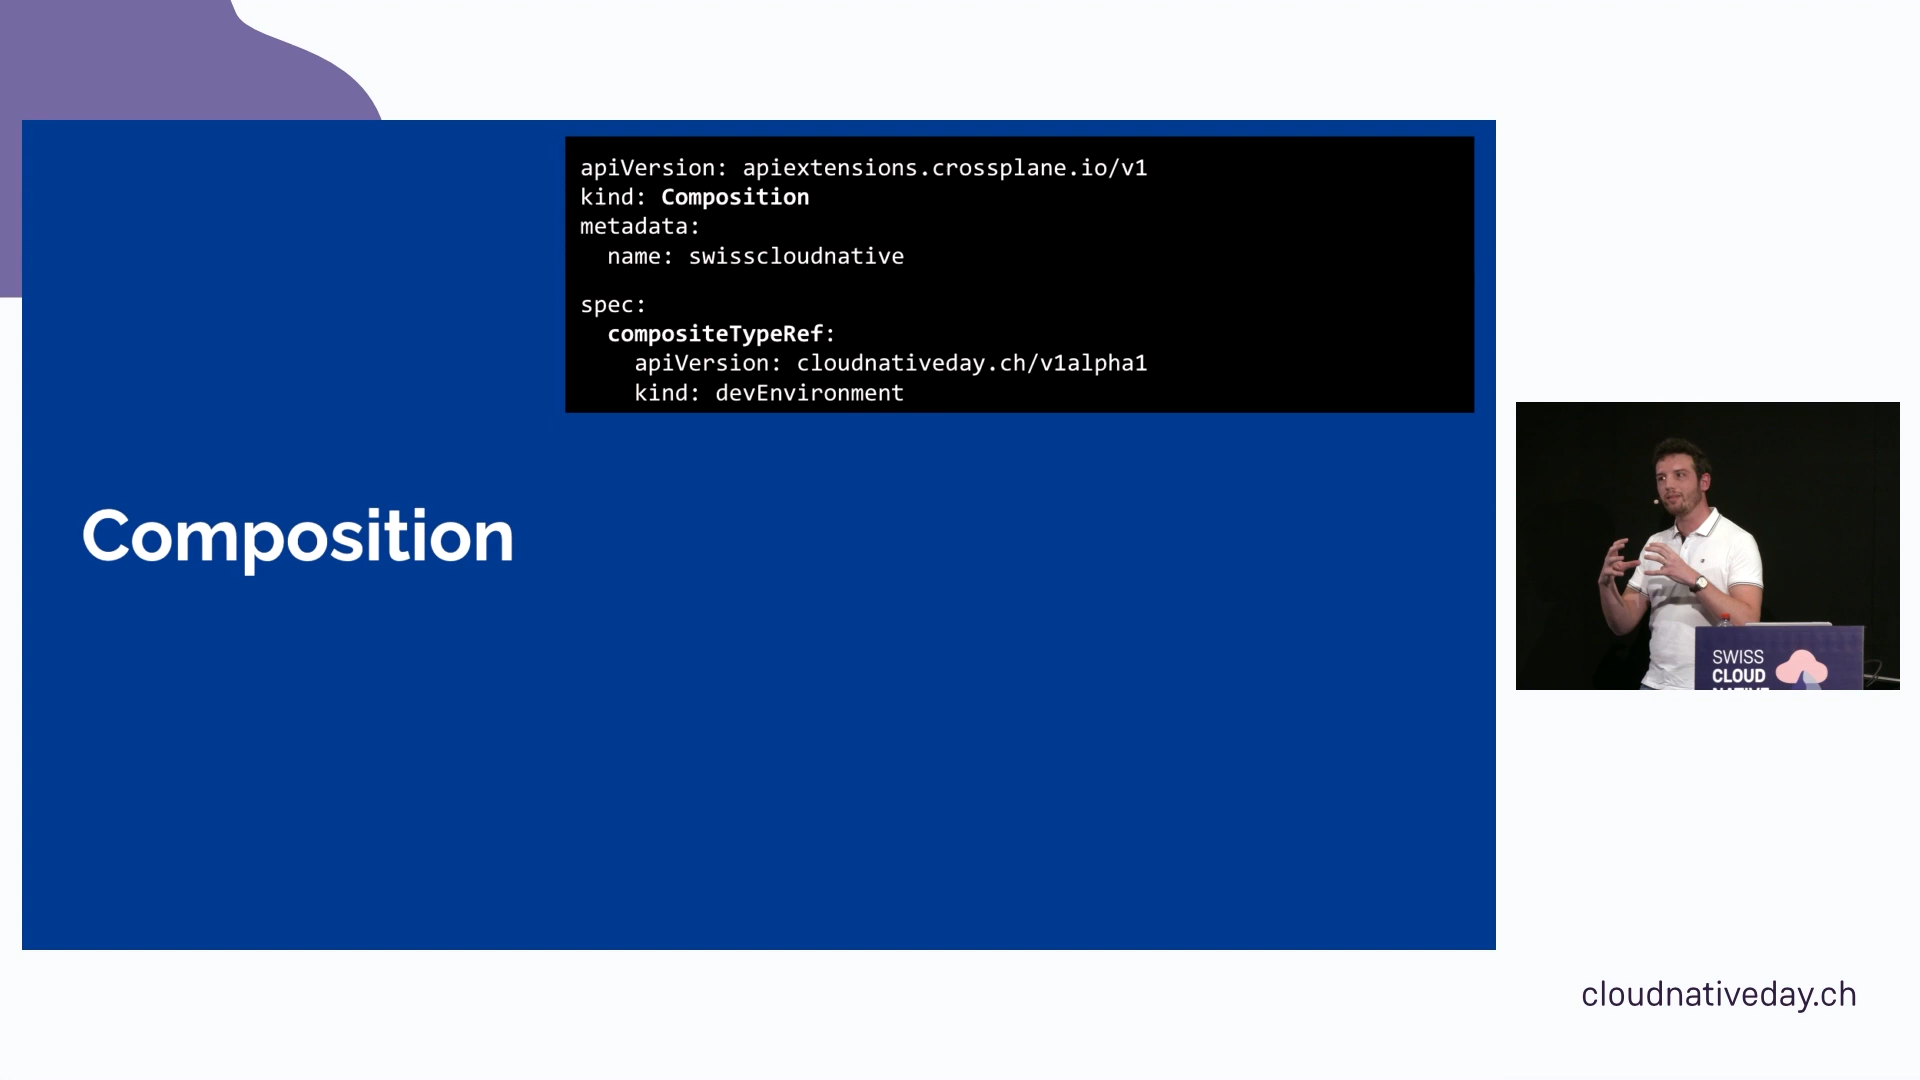 apiVersion: apiextensions.crossplane.io/v1
kind: Composition
metadata:
  name: swisscloudnative
spec:
  compositeTypeRef:
    apiVersion: cloudnativeday.ch/v1alpha1
    kind: devEnvironment
Composition
SWISS
CLOUD
NATIVE
cloudnativeday.ch